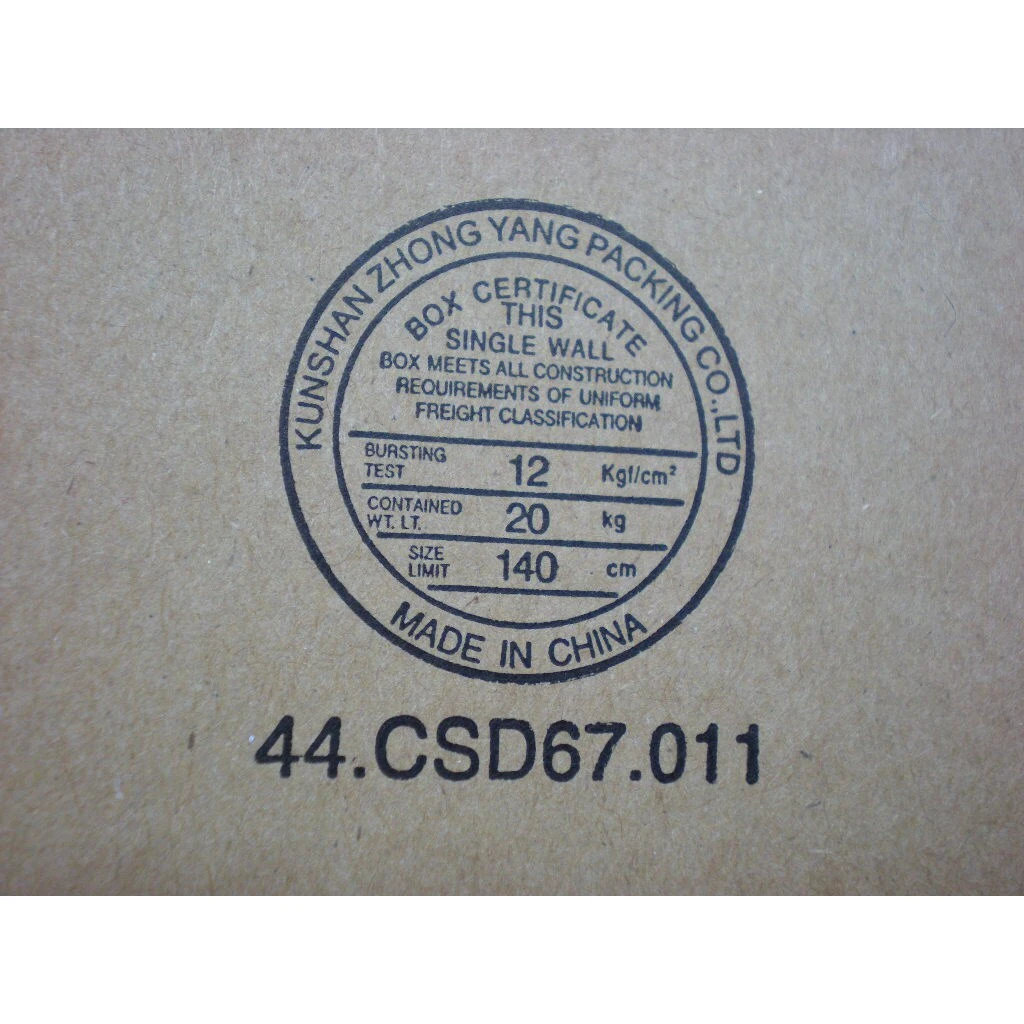 KUNSHAN ZHONG YANG PACKING CO.,LTD
BOX CERTIFICATE
THIS
SINGLE WALL
BOX MEETS ALL CONSTRUCTION
REQUIREMENTS OF UNIFORM
FREIGHT CLASSIFICATION
BURSTING TEST 12 Kgf/cm²
CONTAINED WT. LT. 20 kg
SIZE LIMIT 140 cm
MADE IN CHINA
44.CSD67.011